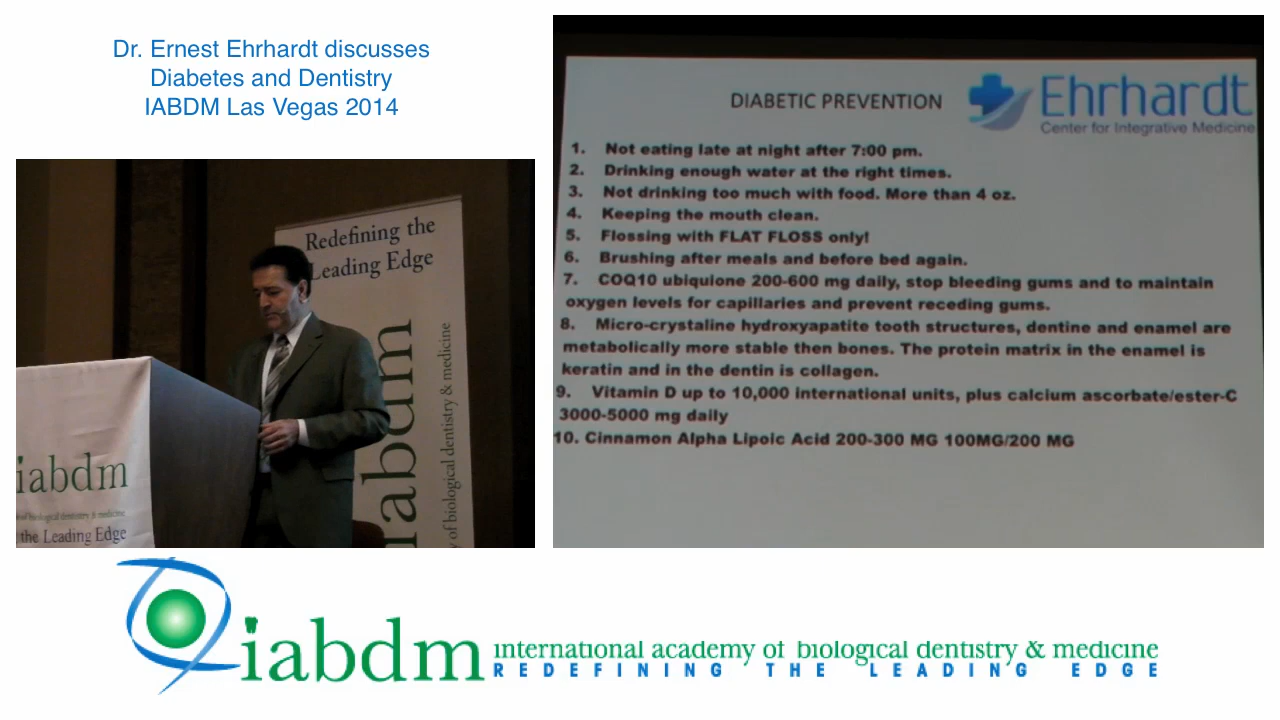 Dr. Ernest Ehrhardt discusses
Diabetes and Dentistry
IABDM Las Vegas 2014
Redefining the
Leading Edge
iabdm
y of biological dentistry & medicine
iabdm
of biological dentistry & medicine
the Leading Edge
DIABETIC PREVENTION
Ehrhardt
Center for Integrative Medicine
1. Not eating late at night after 7:00 pm.
2. Drinking enough water at the right times.
3. Not drinking too much with food. More than 4 oz.
4. Keeping the mouth clean.
5. Flossing with FLAT FLOSS only!
6. Brushing after meals and before bed again.
7. COQ10 ubiquione 200-600 mg daily, stop bleeding gums and to maintain
oxygen levels for capillaries and prevent receding gums.
8. Micro-crystaline hydroxyapatite tooth structures, dentine and enamel are
metabolically more stable then bones. The protein matrix in the enamel is
keratin and in the dentin is collagen.
9. Vitamin D up to 10,000 international units, plus calcium ascorbate/ester-C
3000-5000 mg daily
10. Cinnamon Alpha Lipoic Acid 200-300 MG 100MG/200 MG
iabdm
international academy of biological dentistry & medicine
REDEFINING THE LEADING EDGE